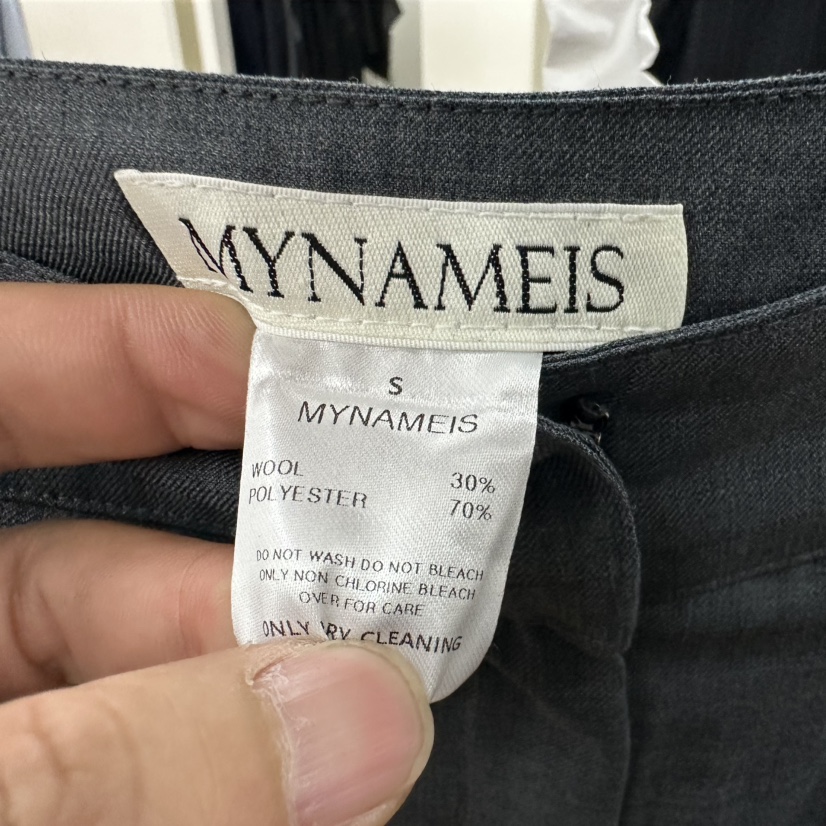 MYNAMEIS
S
MYNAMEIS
WOOL 30%
POLYESTER 70%
DO NOT WASH DO NOT BLEACH
ONLY NON CHLORINE BLEACH
OVER FOR CARE
ONLY CLEANING